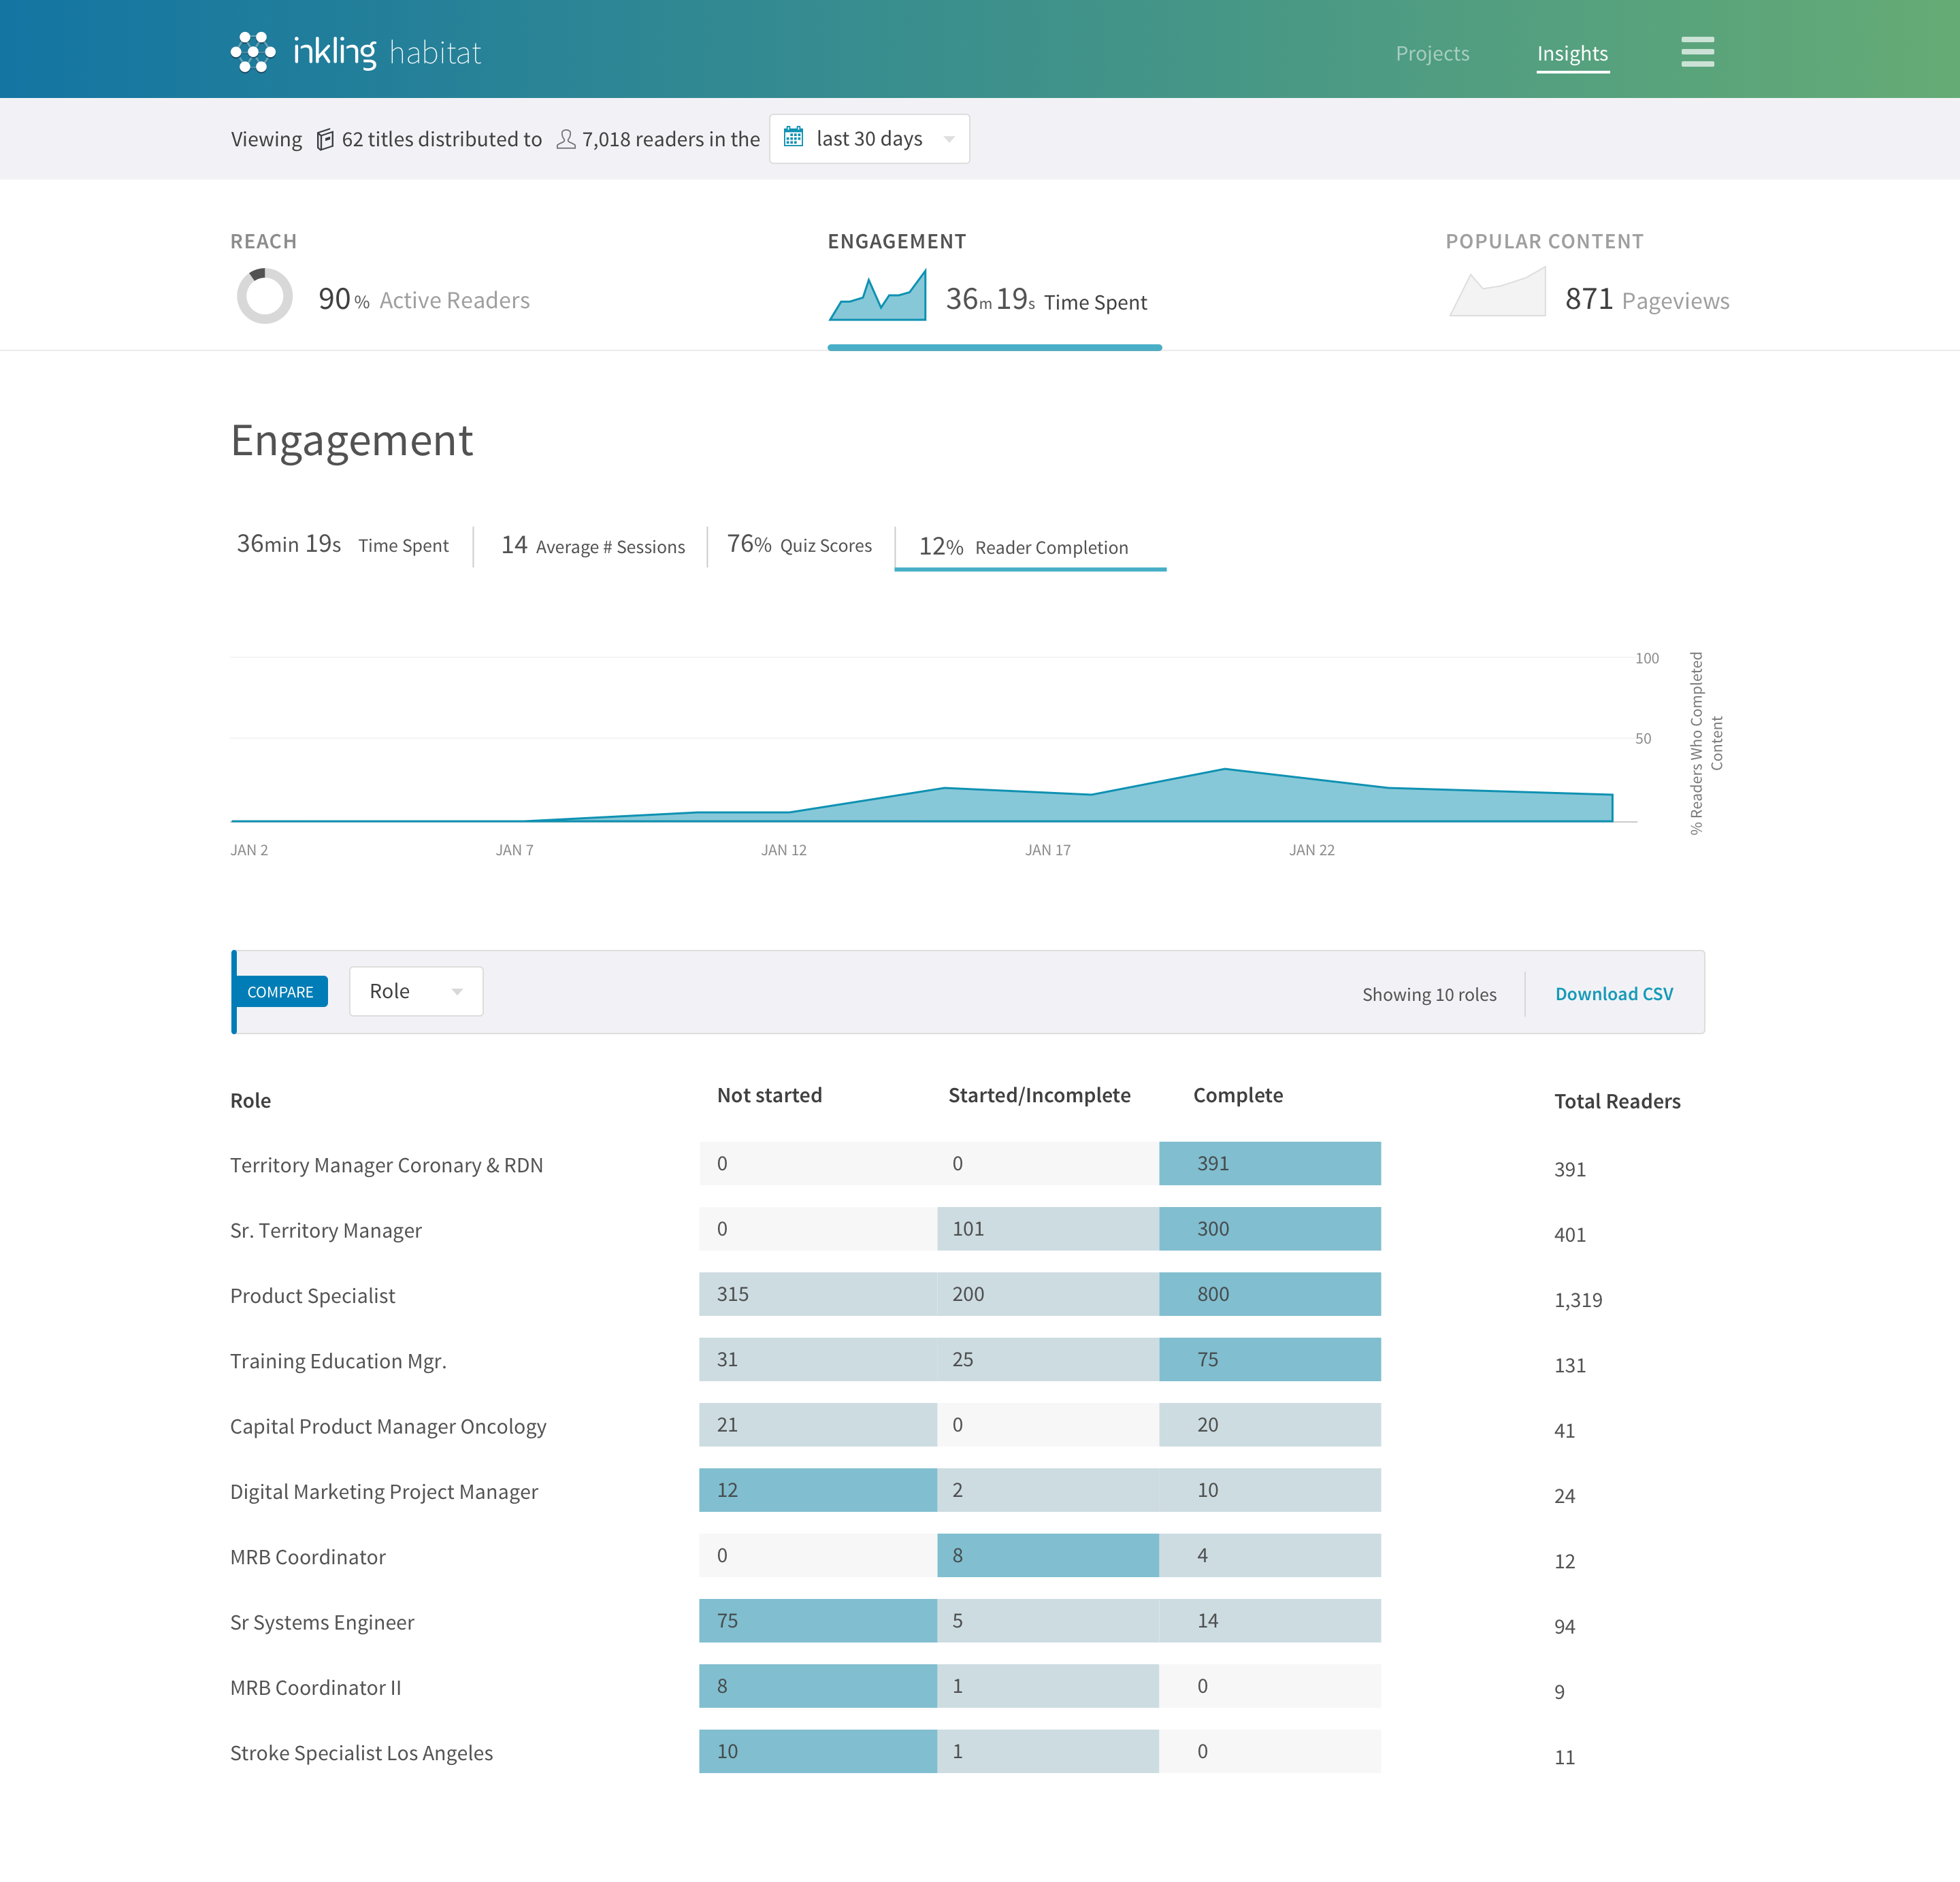 inkling habitat
Projects Insights
Viewing 62 titles distributed to 7,018 readers in the last 30 days
REACH
90% Active Readers
ENGAGEMENT
36m 19s Time Spent
POPULAR CONTENT
871 Pageviews
Engagement
36min 19s Time Spent 14 Average # Sessions 76% Quiz Scores 12% Reader Completion
100
50
% Readers Who Completed
Content
JAN 2 JAN 7 JAN 12 JAN 17 JAN 22
COMPARE Role Showing 10 roles Download CSV
Role Not started Started/Incomplete Complete Total Readers
Territory Manager Coronary & RDN 0 0 391 391
Sr. Territory Manager 0 101 300 401
Product Specialist 315 200 800 1,319
Training Education Mgr. 31 25 75 131
Capital Product Manager Oncology 21 0 20 41
Digital Marketing Project Manager 12 2 10 24
MRB Coordinator 0 8 4 12
Sr Systems Engineer 75 5 14 94
MRB Coordinator II 8 1 0 9
Stroke Specialist Los Angeles 10 1 0 11